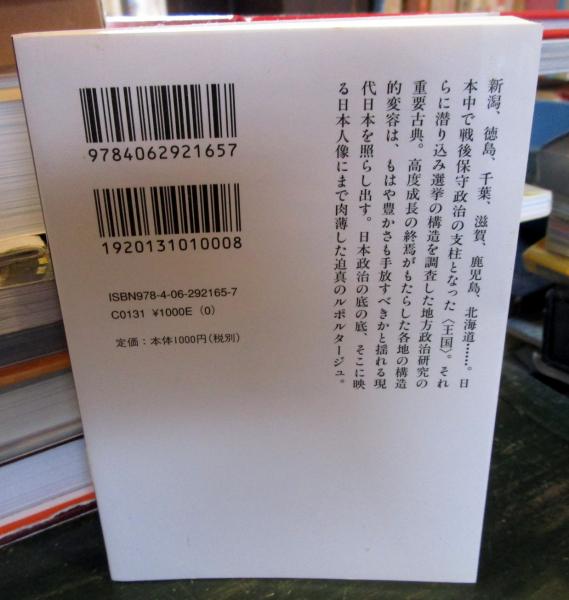 新潟、徳島、千葉、滋賀、鹿児島、北海道……。日
本中で戦後保守政治の支柱となった〈王国〉。それ
らに潜り込み選挙の構造を調査した地方政治研究の
重要古典。高度成長の終焉がもたらした各地の構造
的変容は、もはや豊かさも手放すべきかと揺れる現
代日本を照らし出す。日本政治の底の底、そこに映
る日本人像にまで肉薄した迫真のルポルタージュ。
9784062921657
1920131010008
ISBN978-4-06-292165-7
C0131 ¥1000E (0)
定価：本体1000円(税別)